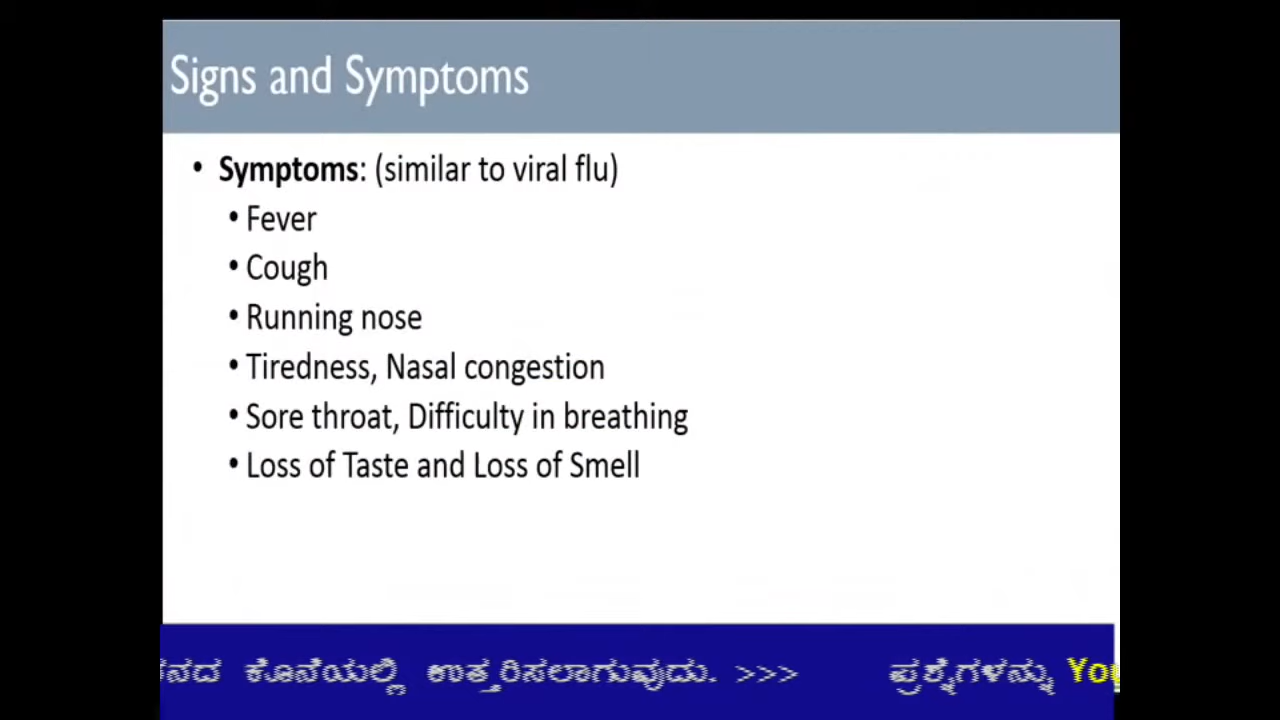 Signs and Symptoms
• Symptoms: (similar to viral flu)
• Fever
• Cough
• Running nose
• Tiredness, Nasal congestion
• Sore throat, Difficulty in breathing
• Loss of Taste and Loss of Smell
ಕೊನೆಯಲ್ಲಿ ಉತ್ತರಿಸಲಾಗುವುದು. >>> ಪ್ರಶ್ನೆಗಳನ್ನು